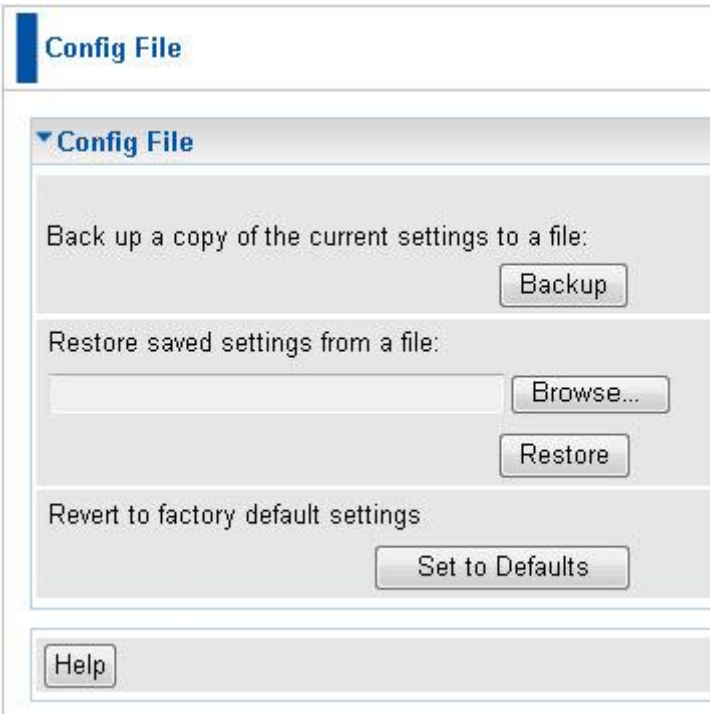 Config File
Config File
Back up a copy of the current settings to a file:
Backup
Restore saved settings from a file:
Browse...
Restore
Revert to factory default settings
Set to Defaults
Help